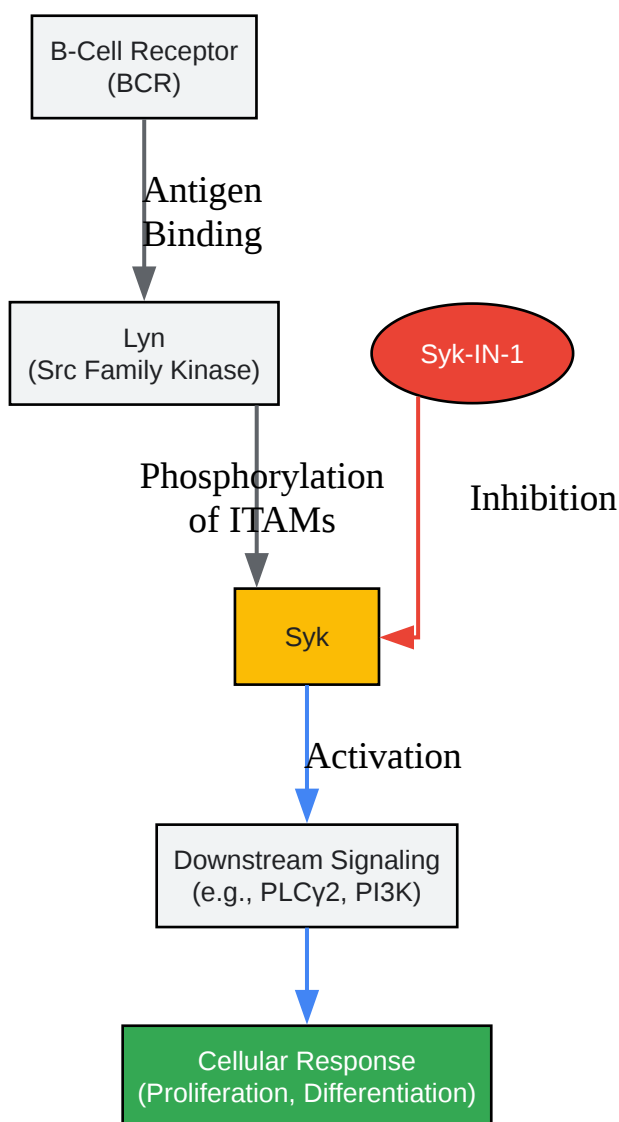 B-Cell Receptor
(BCR)
Antigen
Binding
Lyn
(Src Family Kinase)
Syk-IN-1
Phosphorylation
of ITAMs
Inhibition
Syk
Activation
Downstream Signaling
(e.g., PLCγ2, PI3K)
Cellular Response
(Proliferation, Differentiation)